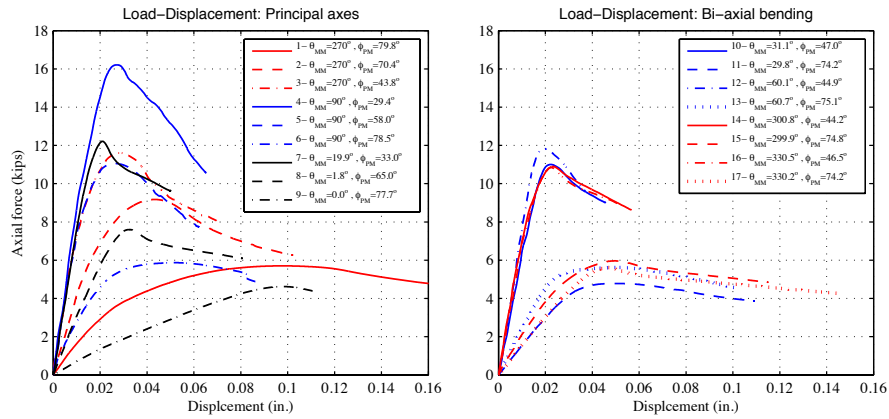 Load−Displacement: Principal axes
18
16
14
12
10
8
6
4
2
0
Axial force (kips)
0 0.02 0.04 0.06 0.08 0.1 0.12 0.14 0.16
Displcement (in.)
1− θMM=270°, ϕPM=79.8°
2− θMM=270°, ϕPM=70.4°
3− θMM=270°, ϕPM=43.8°
4− θMM=90°, ϕPM=29.4°
5− θMM=90°, ϕPM=58.0°
6− θMM=90°, ϕPM=78.5°
7− θMM=19.9°, ϕPM=33.0°
8− θMM=1.8°, ϕPM=65.0°
9− θMM=0.0°, ϕPM=77.7°
Load−Displacement: Bi−axial bending
18
16
14
12
10
8
6
4
2
0
0 0.02 0.04 0.06 0.08 0.1 0.12 0.14 0.16
Displcement (in.)
10− θMM=31.1°, ϕPM=47.0°
11− θMM=29.8°, ϕPM=74.2°
12− θMM=60.1°, ϕPM=44.9°
13− θMM=60.7°, ϕPM=75.1°
14− θMM=300.8°, ϕPM=44.2°
15− θMM=299.9°, ϕPM=74.8°
16− θMM=330.5°, ϕPM=46.5°
17− θMM=330.2°, ϕPM=74.2°